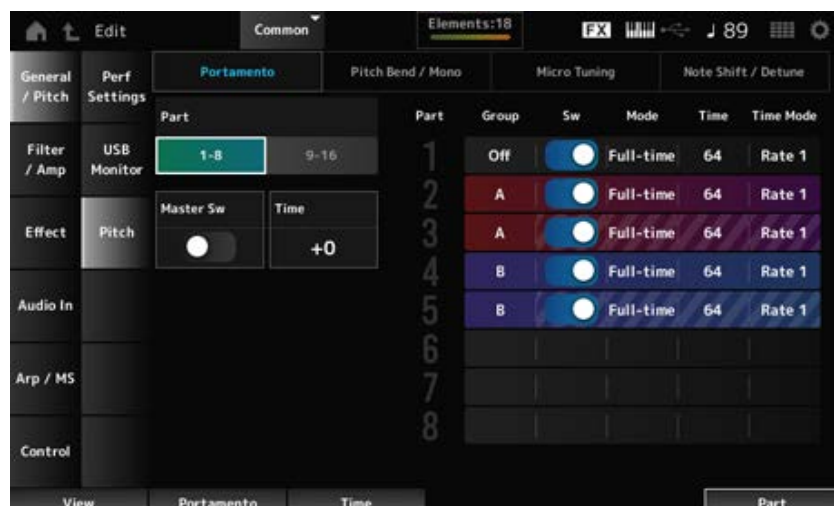 Edit
Common
Elements:18
FX
♩ 89
General / Pitch
Perf Settings
Portamento
Pitch Bend / Mono
Micro Tuning
Note Shift / Detune
Part
Part Group Sw Mode Time Time Mode
Filter / Amp
USB Monitor
1-8
9-16
1 Off Full-time 64 Rate 1
2 A Full-time 64 Rate 1
Effect
Pitch
Master Sw
Time
+0
3 A Full-time 64 Rate 1
4 B Full-time 64 Rate 1
Audio In
5 B Full-time 64 Rate 1
6
Arp / MS
7
8
Control
View
Portamento
Time
Part